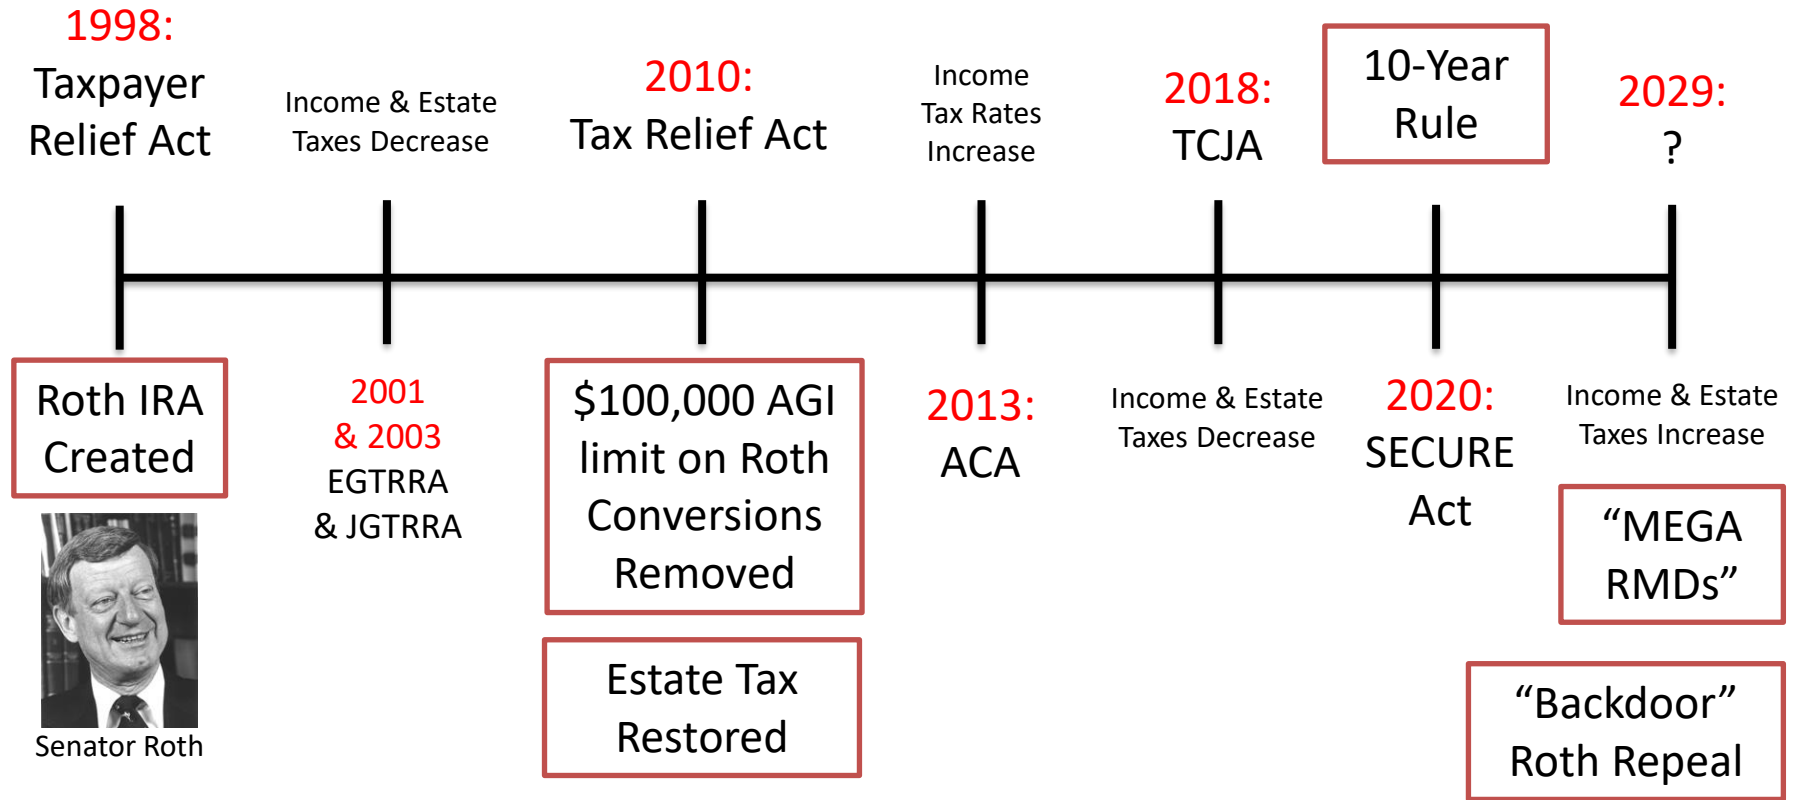 1998:
Taxpayer
Relief Act
Income & Estate
Taxes Decrease
2010:
Tax Relief Act
Income
Tax Rates
Increase
2018:
TCJA
10-Year
Rule
2029:
?
Roth IRA
Created
Senator Roth
2001
& 2003
EGTRRA
& JGTRRA
$100,000 AGI
limit on Roth
Conversions
Removed
Estate Tax
Restored
2013:
ACA
Income & Estate
Taxes Decrease
2020:
SECURE
Act
Income & Estate
Taxes Increase
“MEGA
RMDs”
“Backdoor”
Roth Repeal